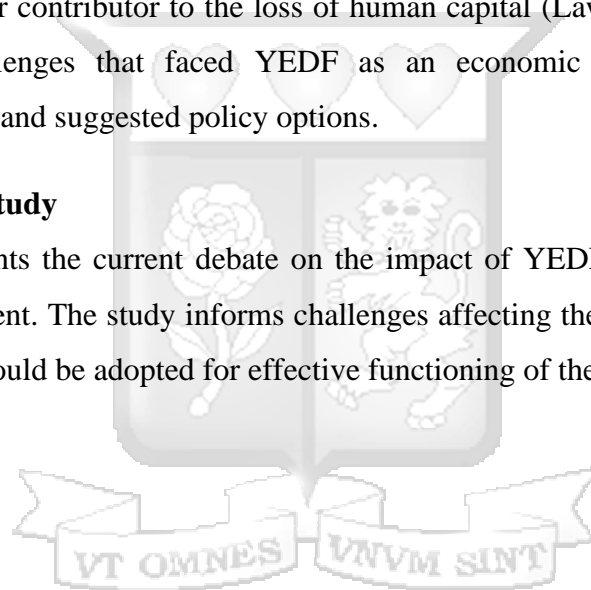 r contributor to the loss of human capital (Lav
llenges that faced YEDF as an economic
and suggested policy options.
tudy
nts the current debate on the impact of YEDI
ent. The study informs challenges affecting the
ould be adopted for effective functioning of the
VT OMNES VNVM SINT